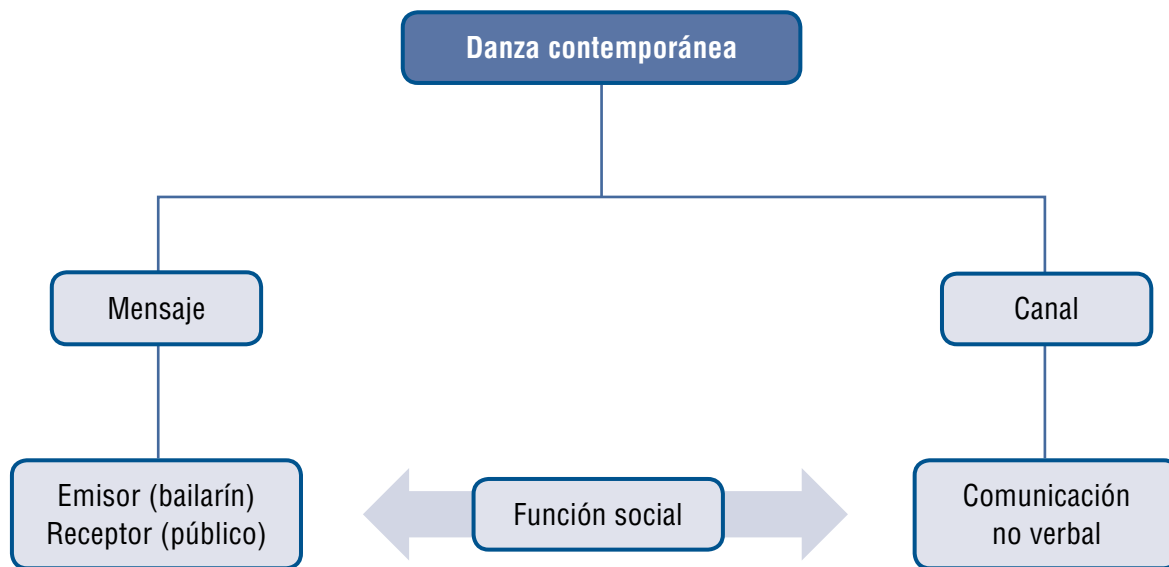 Danza contemporánea
Mensaje
Canal
Emisor (bailarín)
Receptor (público)
Función social
Comunicación
no verbal